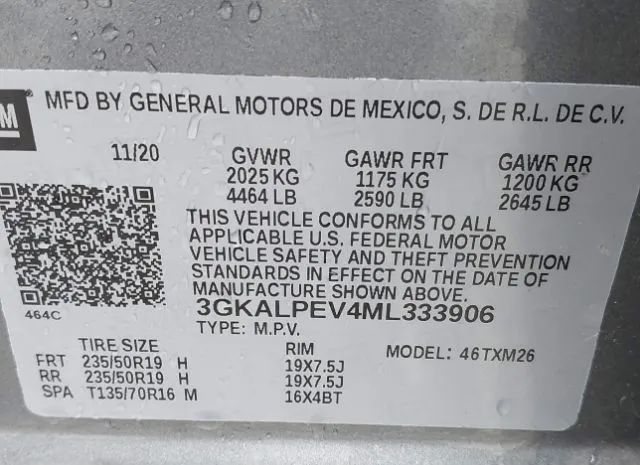 M ® MFD BY GENERAL MOTORS DE MEXICO, S. DE R.L. DE C.V.
11/20 GVWR GAWR FRT GAWR RR
2025 KG 1175 KG 1200 KG
4464 LB 2590 LB 2645 LB
THIS VEHICLE CONFORMS TO ALL
APPLICABLE U.S. FEDERAL MOTOR
VEHICLE SAFETY AND THEFT PREVENTION
STANDARDS IN EFFECT ON THE DATE OF
MANUFACTURE SHOWN ABOVE.
464C 3GKALPEV4ML333906
TYPE: M.P.V.
TIRE SIZE RIM MODEL: 46TXM26
FRT 235/50R19 H 19X7.5J
RR 235/50R19 H 19X7.5J
SPA T135/70R16 M 16X4BT